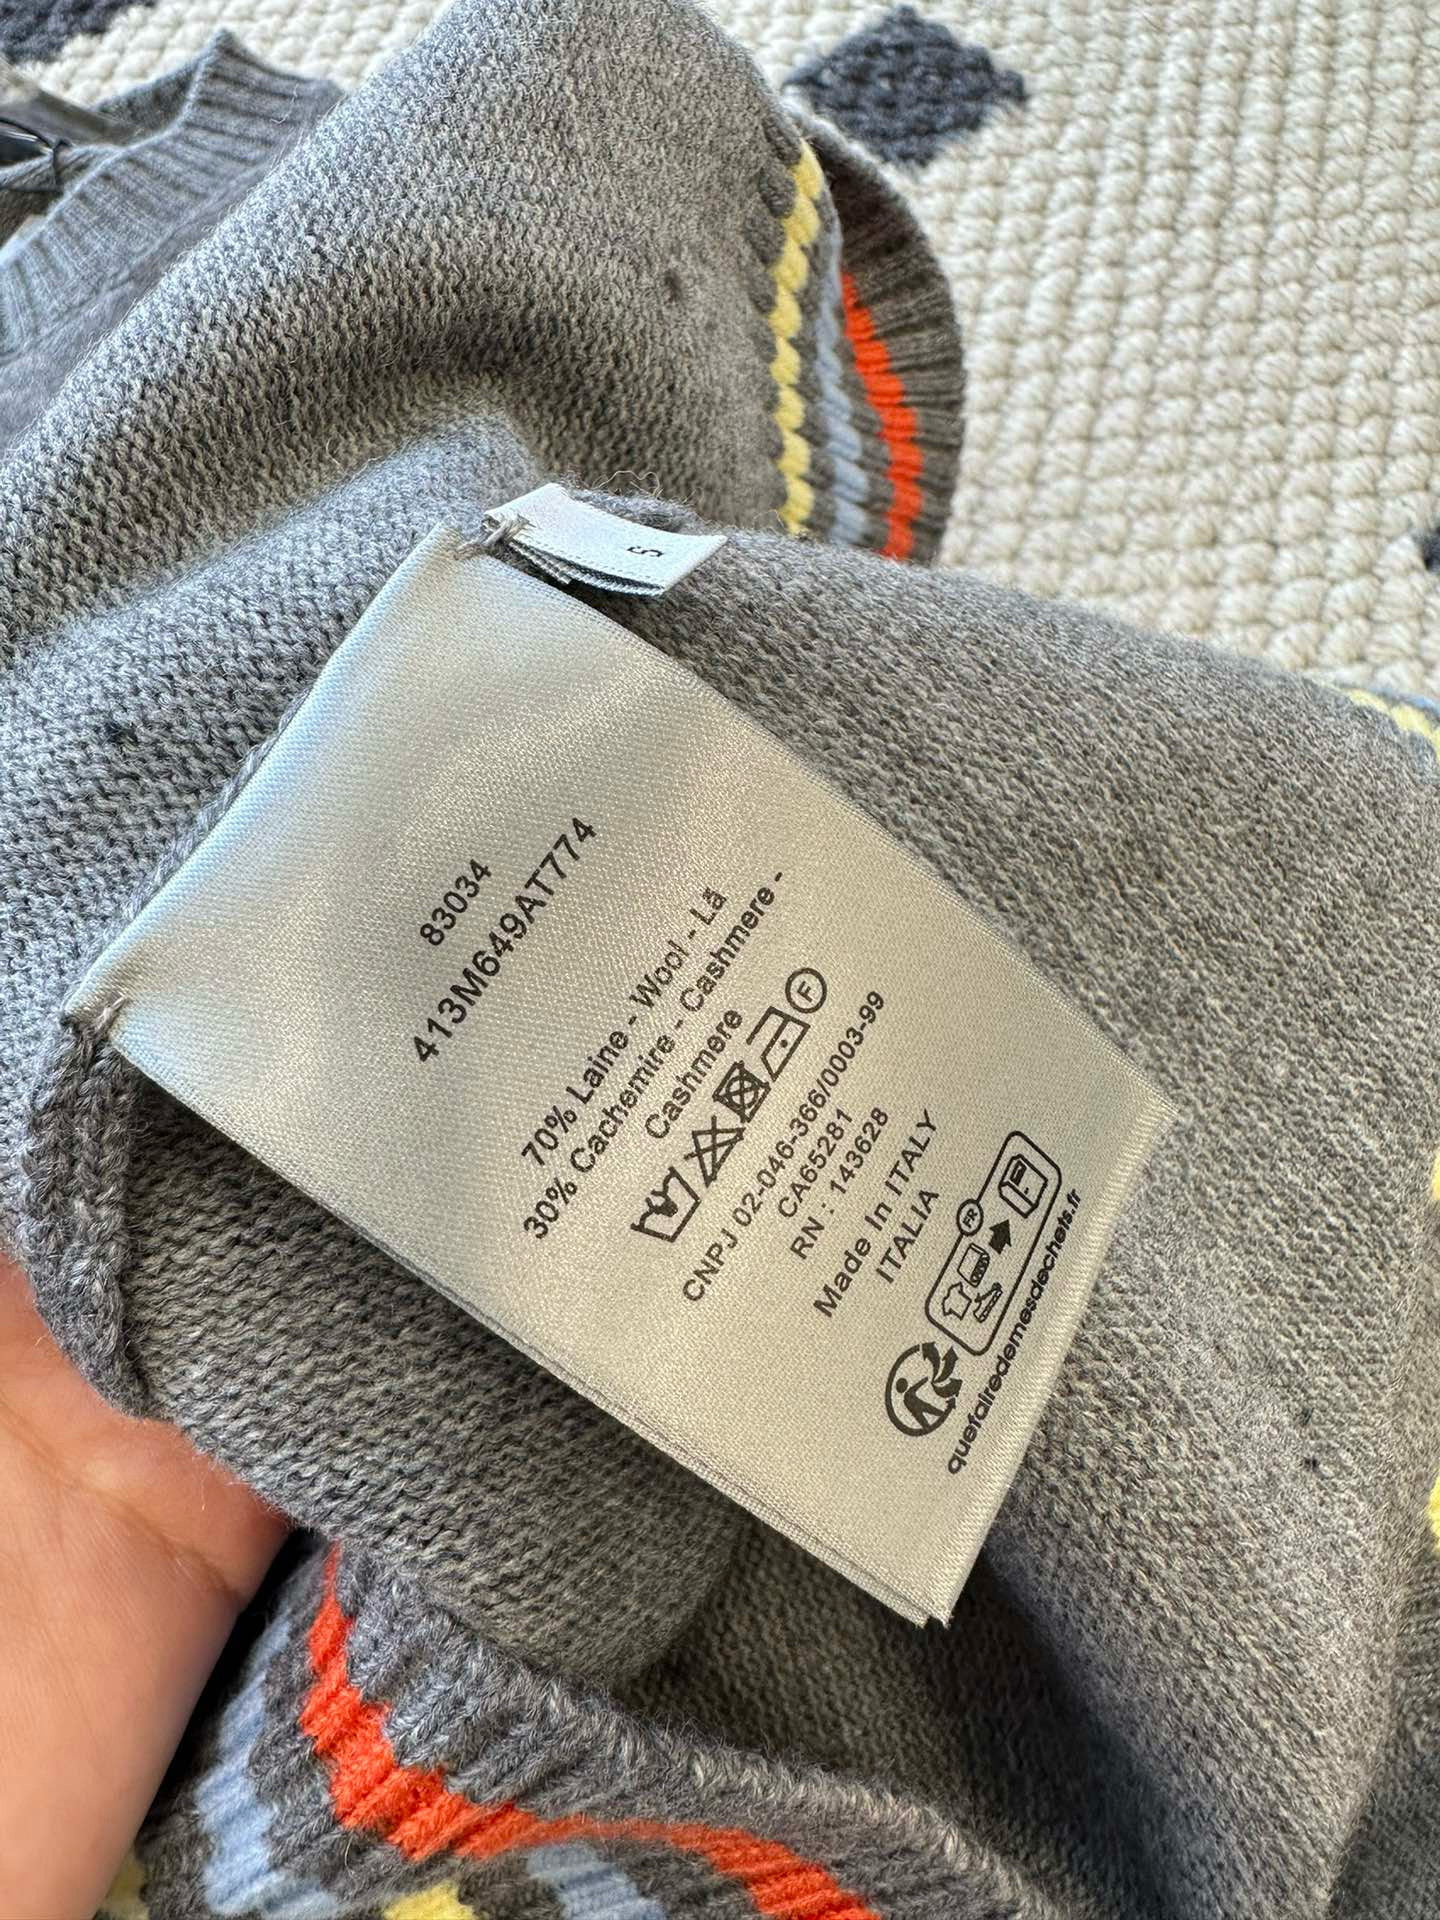 S
83034
413M649AT774
70% Laine - Wool - Lã
30% Cachemire - Cashmere -
Cashmere
F
CNPJ 02-046-366/0003-99
CA65281
RN : 143628
Made In ITALY
ITALIA
FR
quefairedemesdechets.fr